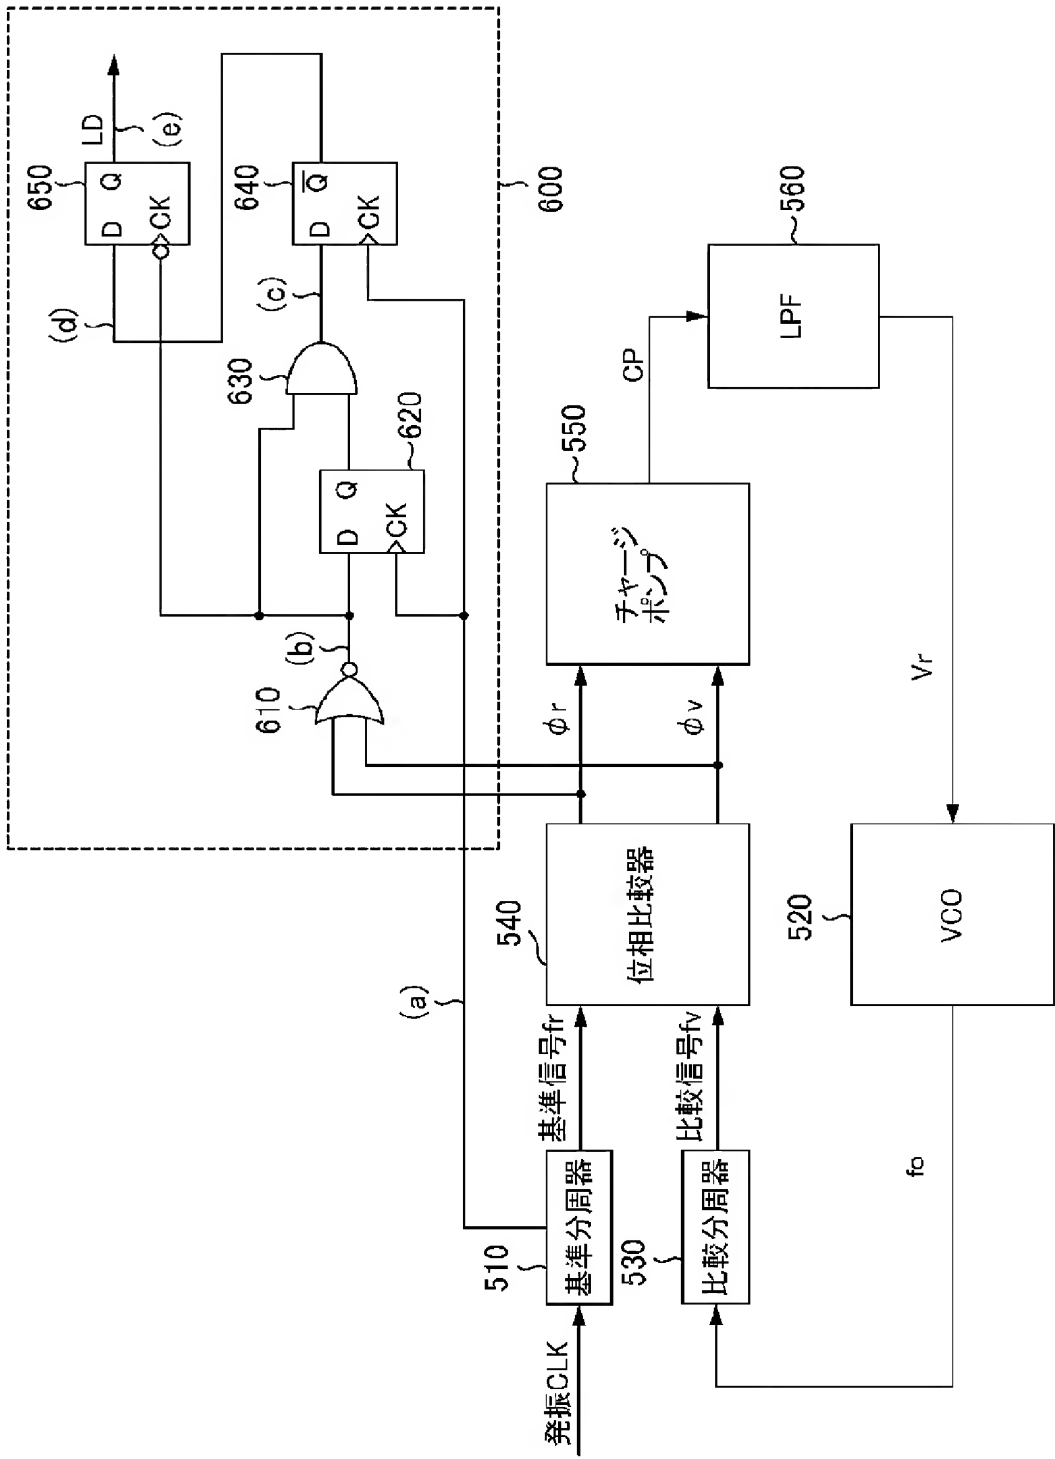 発振CLK
510
基準分周器
基準信号fr
530
比較分周器
比較信号fv
540
位相比較器
φr
φv
550
チャージ
ポンプ
CP
560
LPF
Vr
520
VCO
fo
600
(a)
610
(b)
620
D Q
CK
630
(c)
640
D Q̅
CK
(d)
650
D Q
CK
LD
(e)